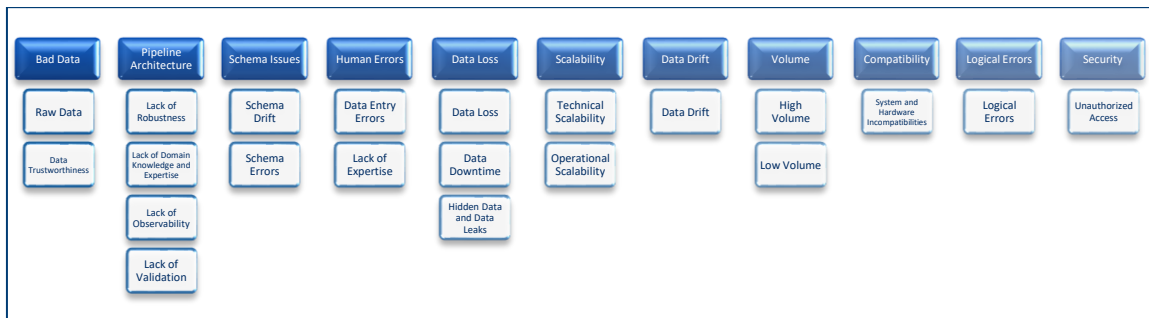 Bad Data
Pipeline
Architecture
Schema Issues
Human Errors
Data Loss
Scalability
Data Drift
Volume
Compatibility
Logical Errors
Security
Raw Data
Data
Trustworthiness
Lack of
Robustness
Lack of Domain
Knowledge and
Expertise
Lack of
Observability
Lack of
Validation
Schema
Drift
Schema
Errors
Data Entry
Errors
Lack of
Expertise
Data Loss
Data
Downtime
Hidden Data
and Data
Leaks
Technical
Scalability
Operational
Scalability
Data Drift
High
Volume
Low Volume
System and
Hardware
Incompatibilities
Logical
Errors
Unauthorized
Access